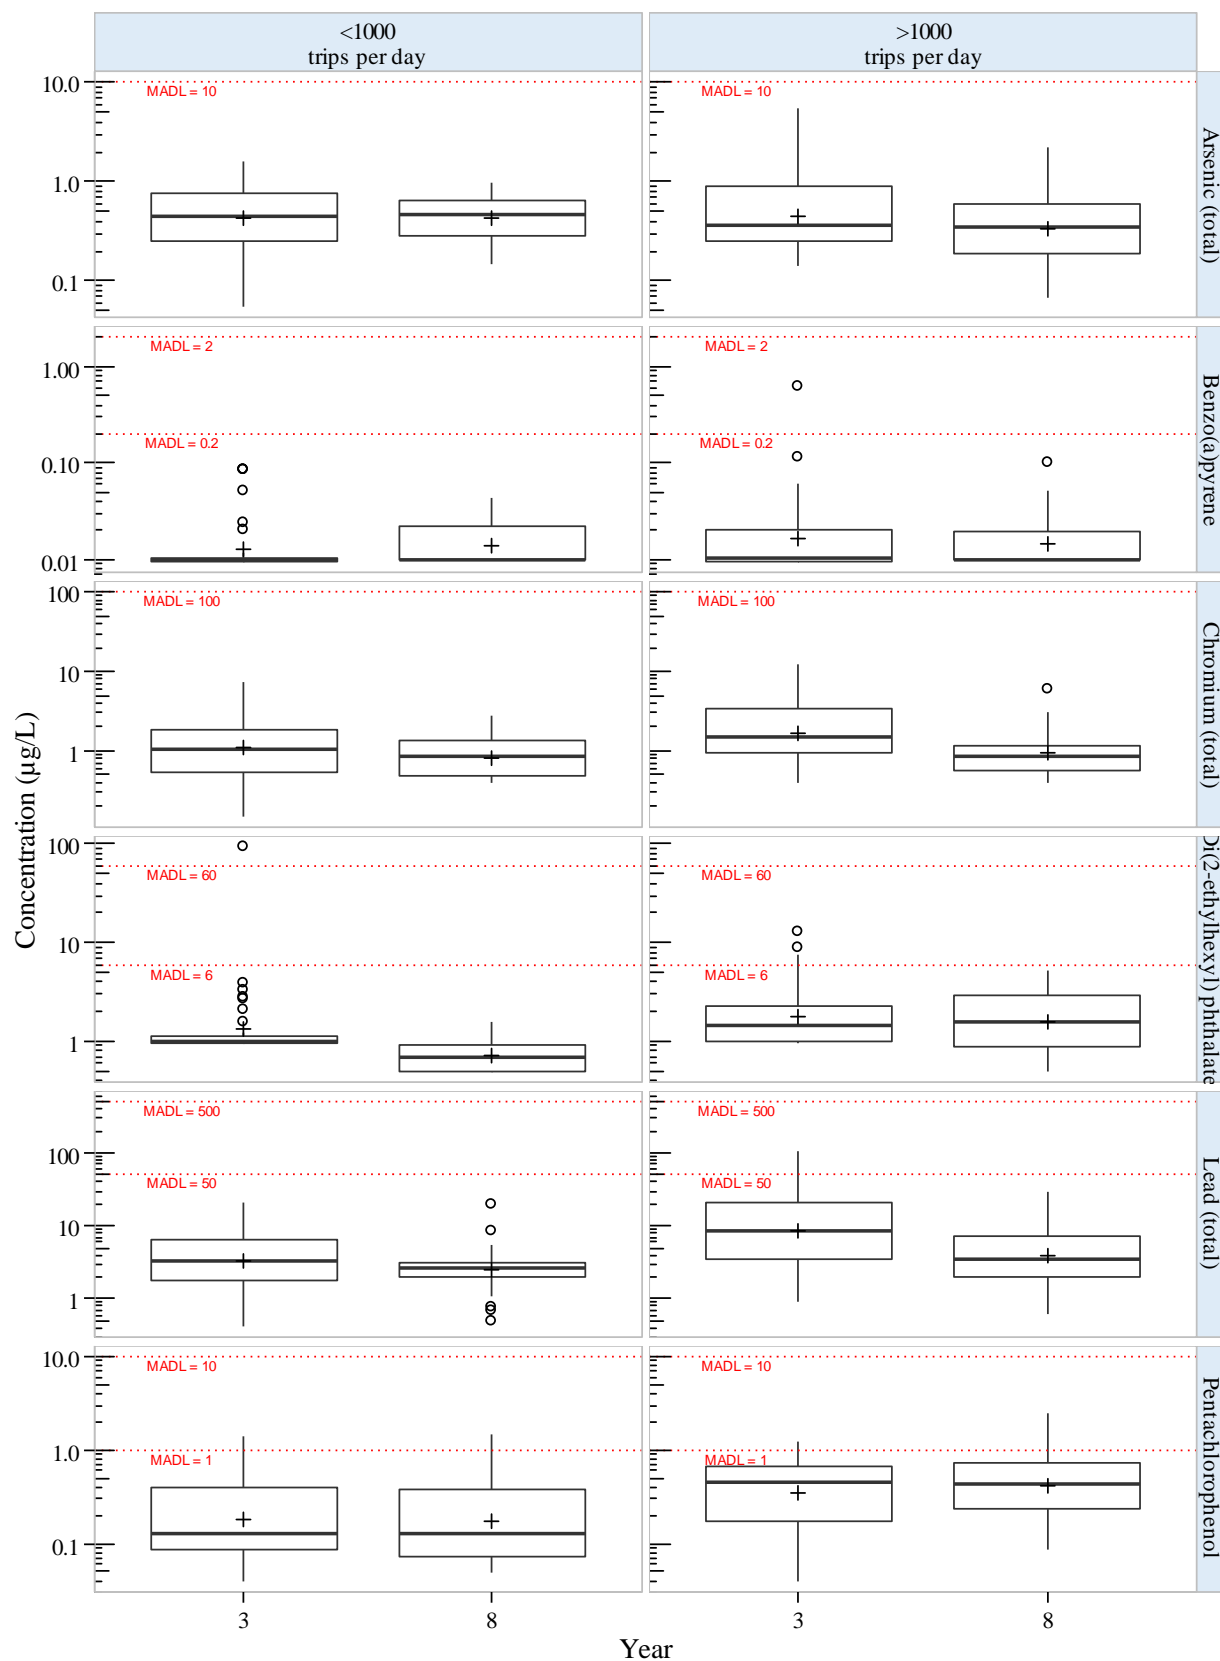 <1000
trips per day
>1000
trips per day
10.0
MADL = 10
MADL = 10
1.0
0.1
Arsenic (total)
MADL = 2
MADL = 2
1.00
MADL = 0.2
MADL = 0.2
0.10
0.01
Benzo(a)pyrene
100
MADL = 100
MADL = 100
10
1
Chromium (total)
Concentration (µg/L)
100
MADL = 60
MADL = 60
10
MADL = 6
MADL = 6
1
Di(2-ethylhexyl) phthalate
MADL = 500
MADL = 500
100
MADL = 50
MADL = 50
10
1
Lead (total)
10.0
MADL = 10
MADL = 10
1.0
MADL = 1
MADL = 1
0.1
Pentachlorophenol
3
8
3
8
Year